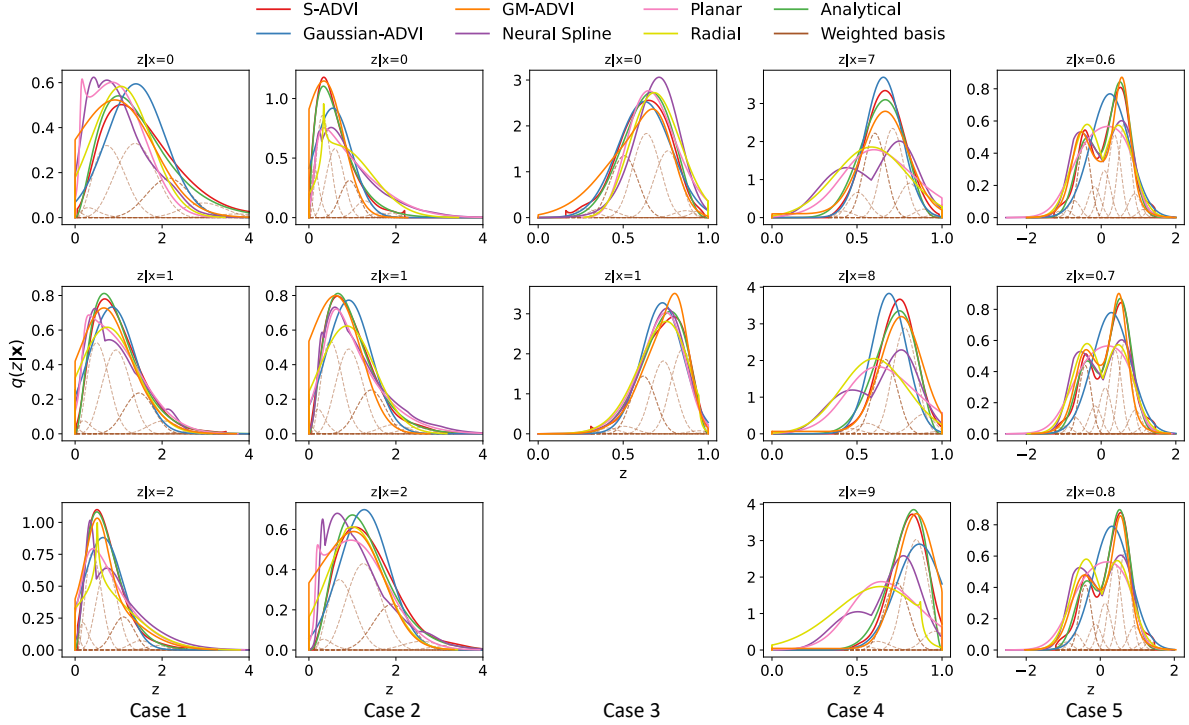 S-ADVI GM-ADVI Planar Analytical
Gaussian-ADVI Neural Spline Radial Weighted basis
z|x=0 z|x=0 z|x=0 z|x=7 z|x=0.6
0.6 1.0 3 3 0.8
0.4 2 0.6
0.2 0.5 1 2 0.4
1 0.2
0.0 0.0 0 0 0.0
0 2 4 0 2 4 0.0 0.5 1.0 0.0 0.5 1.0 −2 0 2
z|x=1 z|x=1 z|x=1 z|x=8 z|x=0.7
q(z|x)
0.8 0.8 3 4 0.8
0.6 0.6 2 3 0.6
0.4 0.4 2 0.4
0.2 0.2 1 1 0.2
0.0 0.0 0 0 0.0
0 2 4 0 2 4 0.0 0.5 1.0 0.0 0.5 1.0 −2 0 2
z
z|x=2 z|x=2 z|x=9 z|x=0.8
1.00 0.6 4 0.8
0.75 0.4 3 0.6
0.50 2 0.4
0.25 0.2 1 0.2
0.00 0.0 0 0.0
0 2 4 0 2 4 0.0 0.5 1.0 −2 0 2
z z z z
Case 1 Case 2 Case 3 Case 4 Case 5